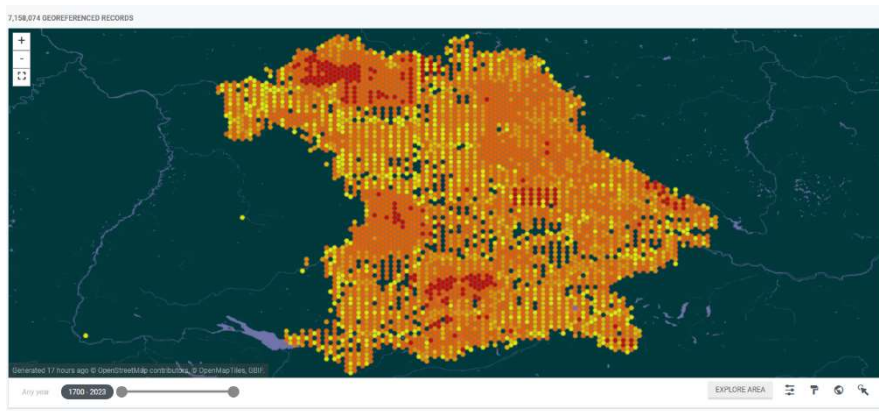 7,158,074 GEOREFERENCED RECORDS
+
-
Generated 17 hours ago © OpenStreetMap contributors, © OpenMapTiles, GBIF.
Any year
1700 - 2023
EXPLORE AREA